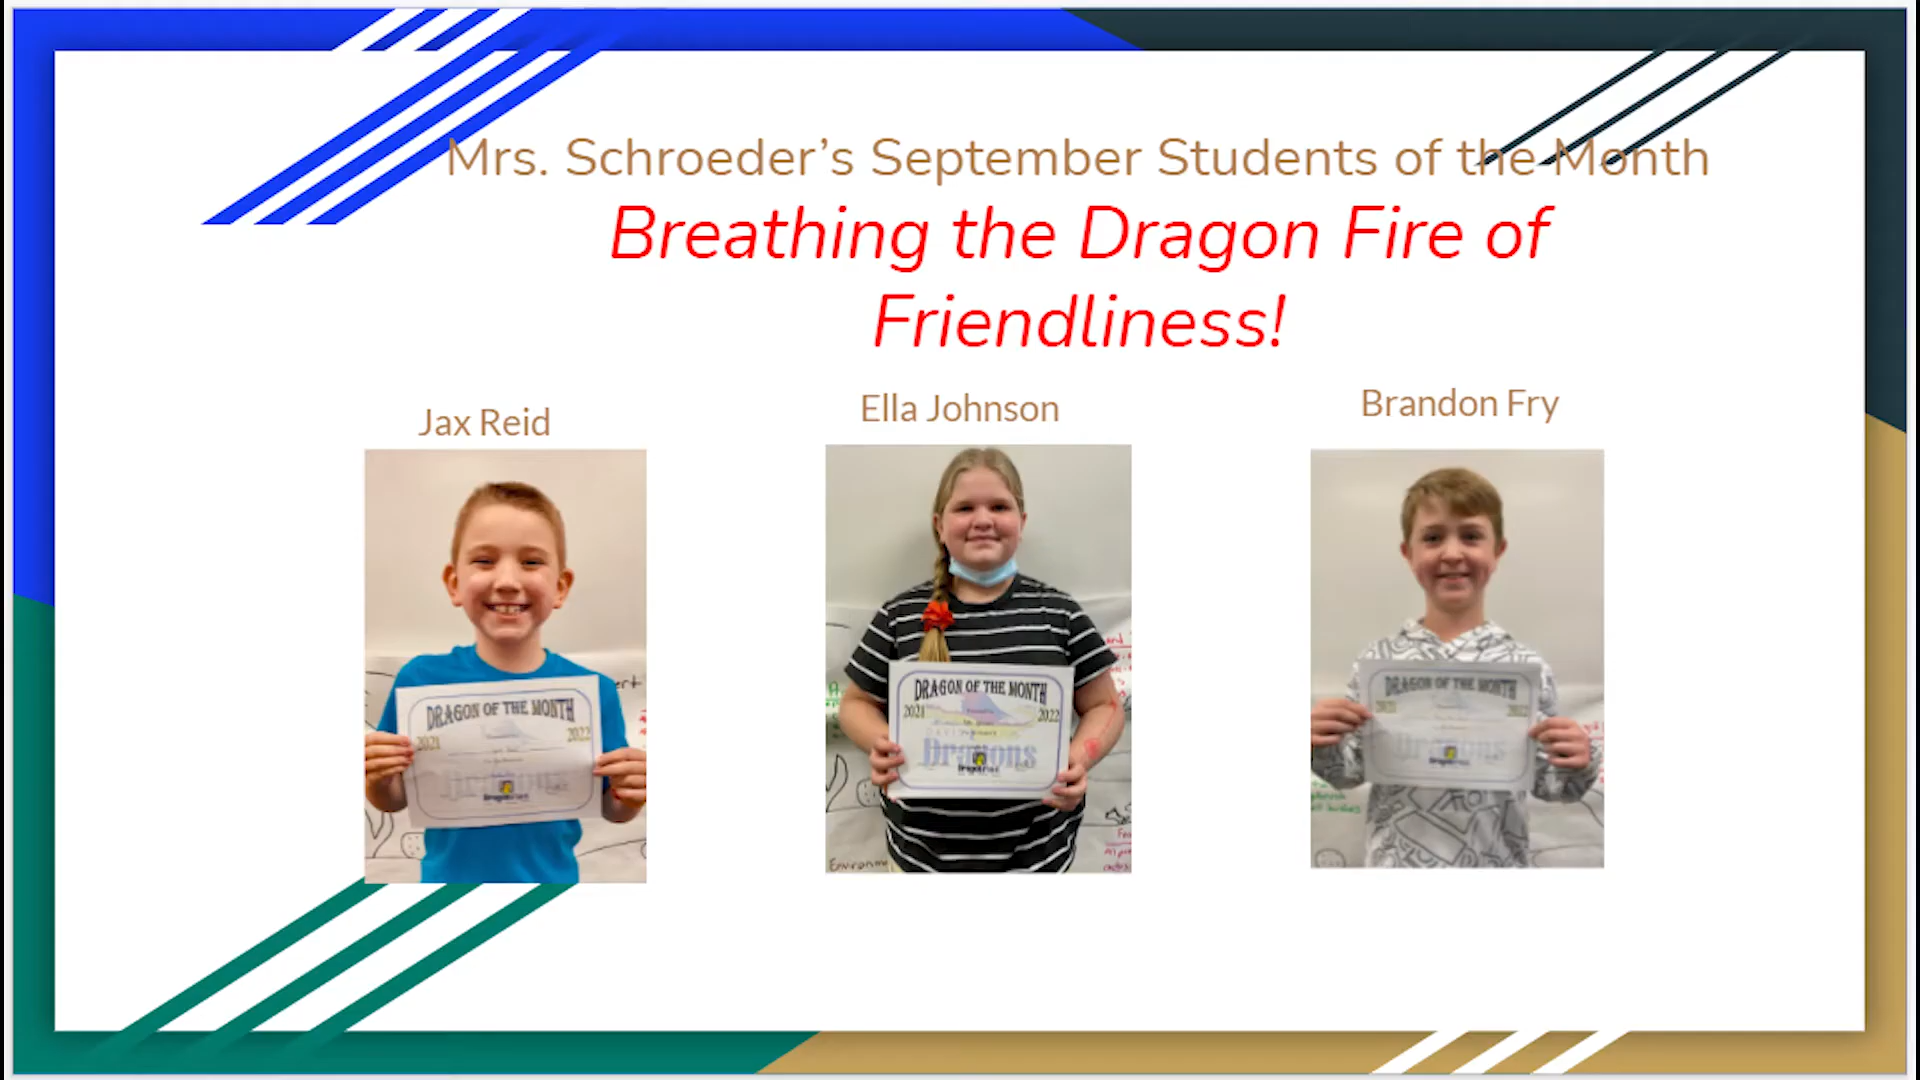 Mrs. Schroeder’s September Students of the Month
Breathing the Dragon Fire of
Friendliness!
Jax Reid
Ella Johnson
Brandon Fry
DRAGON OF THE MONTH
2021 2022
Dragons
DRAGON OF THE MONTH
2021 2022
Dragons
DRAGON OF THE MONTH
2021 2022
Dragons